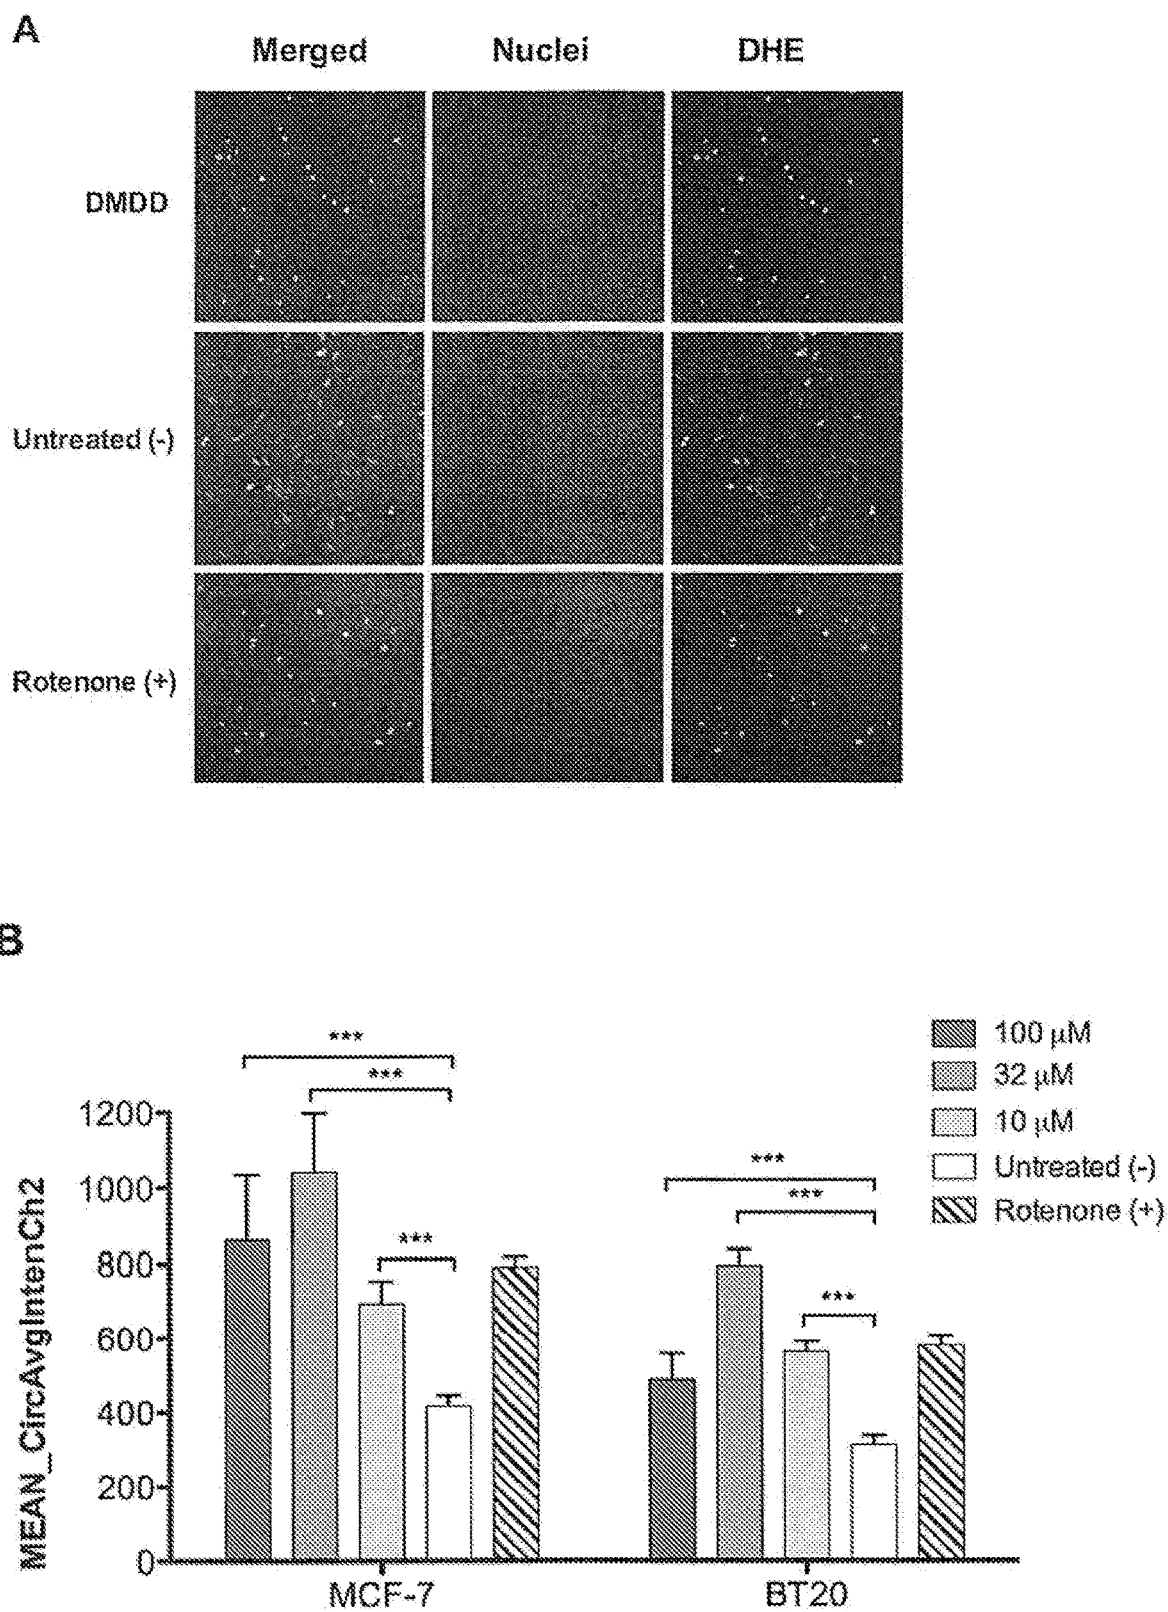 A
Merged Nuclei DHE
DMDD
Untreated (-)
Rotenone (+)
B
MEAN_CircAvgIntenCh2
1200
1000
800
600
400
200
0
***
***
***
***
***
***
MCF-7
BT20
100 μM
32 μM
10 μM
Untreated (-)
Rotenone (+)